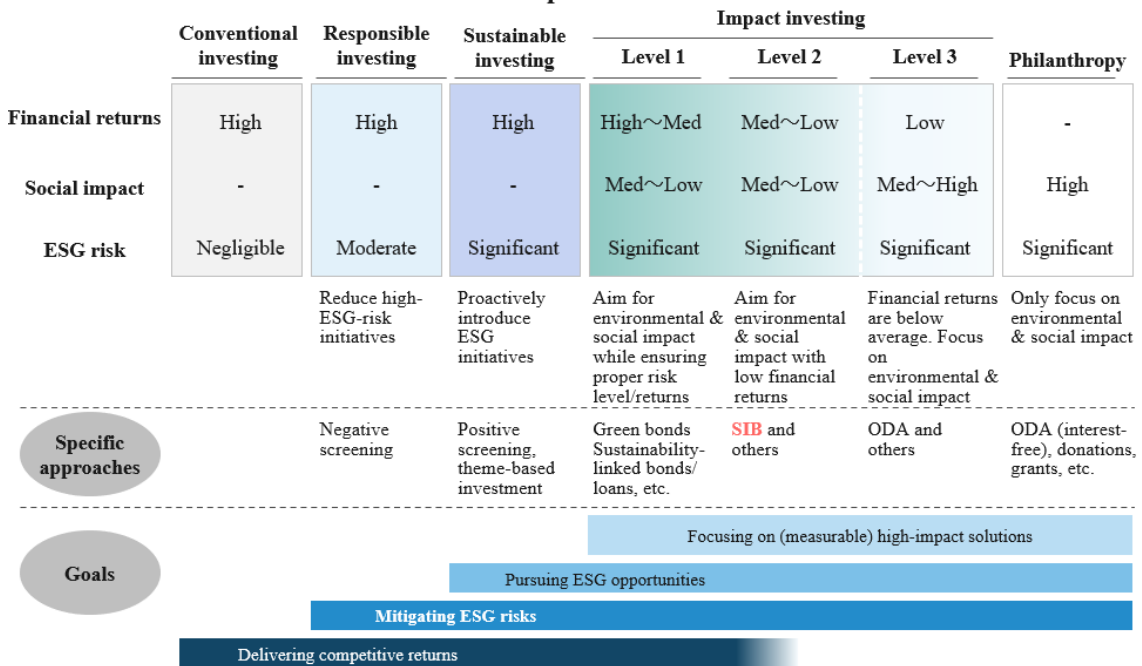 Impact investing
Conventional investing
Responsible investing
Sustainable investing
Level 1
Level 2
Level 3
Philanthropy
Financial returns
High
High
High
High～Med
Med～Low
Low
-
Social impact
-
-
-
Med～Low
Med～Low
Med～High
High
ESG risk
Negligible
Moderate
Significant
Significant
Significant
Significant
Significant
Reduce high-
ESG-risk
initiatives
Proactively
introduce
ESG
initiatives
Aim for
environmental &
social impact
while ensuring
proper risk
level/returns
Aim for
environmental
& social
impact with
low financial
returns
Financial returns
are below
average. Focus
on
environmental &
social impact
Only focus on
environmental
& social impact
Specific
approaches
Negative
screening
Positive
screening,
theme-based
investment
Green bonds
Sustainability-
linked bonds/
loans, etc.
SIB and
others
ODA and
others
ODA (interest-
free), donations,
grants, etc.
Goals
Focusing on (measurable) high-impact solutions
Pursuing ESG opportunities
Mitigating ESG risks
Delivering competitive returns